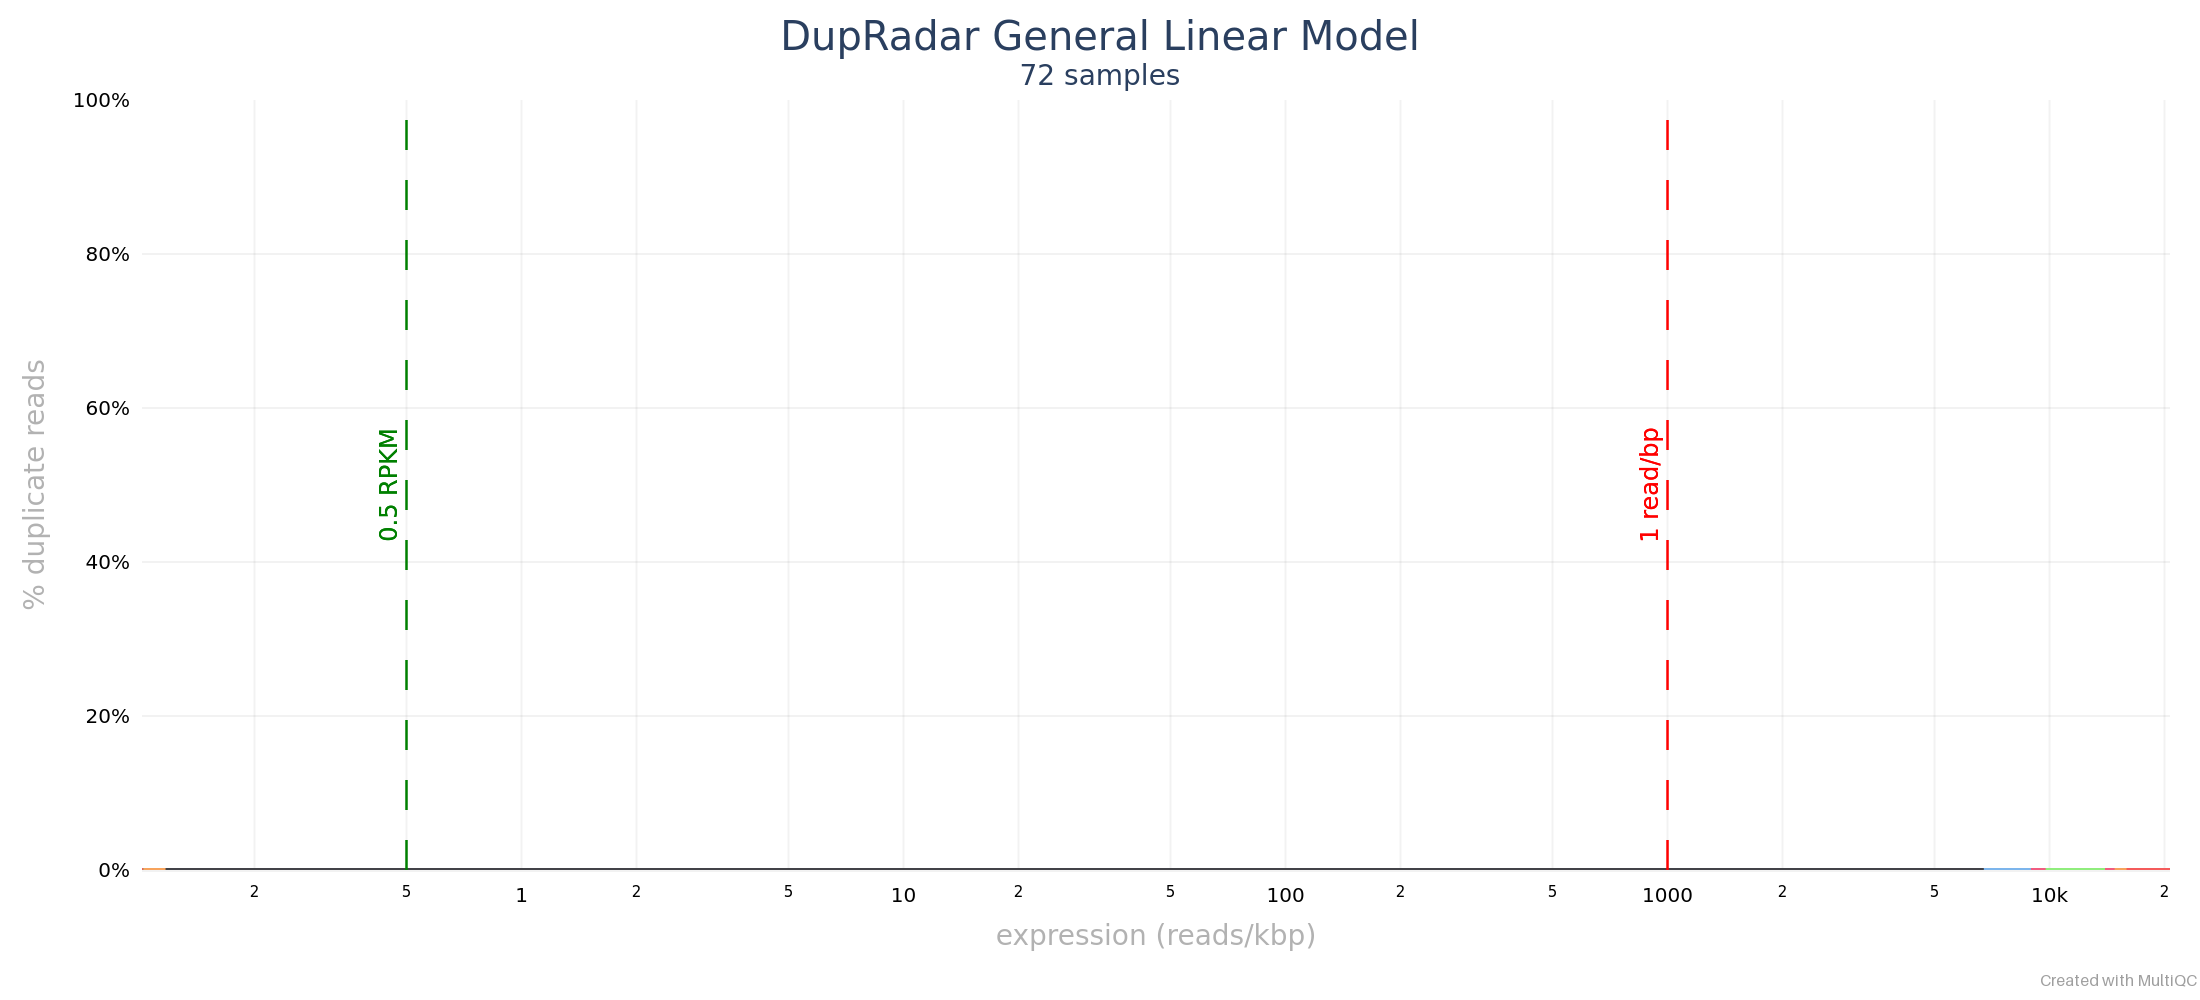 DupRadar General Linear Model
72 samples
100%
80%
60%
40%
20%
0%
% duplicate reads
0.5 RPKM
1 read/bp
2
5
1
2
5
10
2
5
100
2
5
1000
2
5
10k
2
expression (reads/kbp)
Created with MultiQC